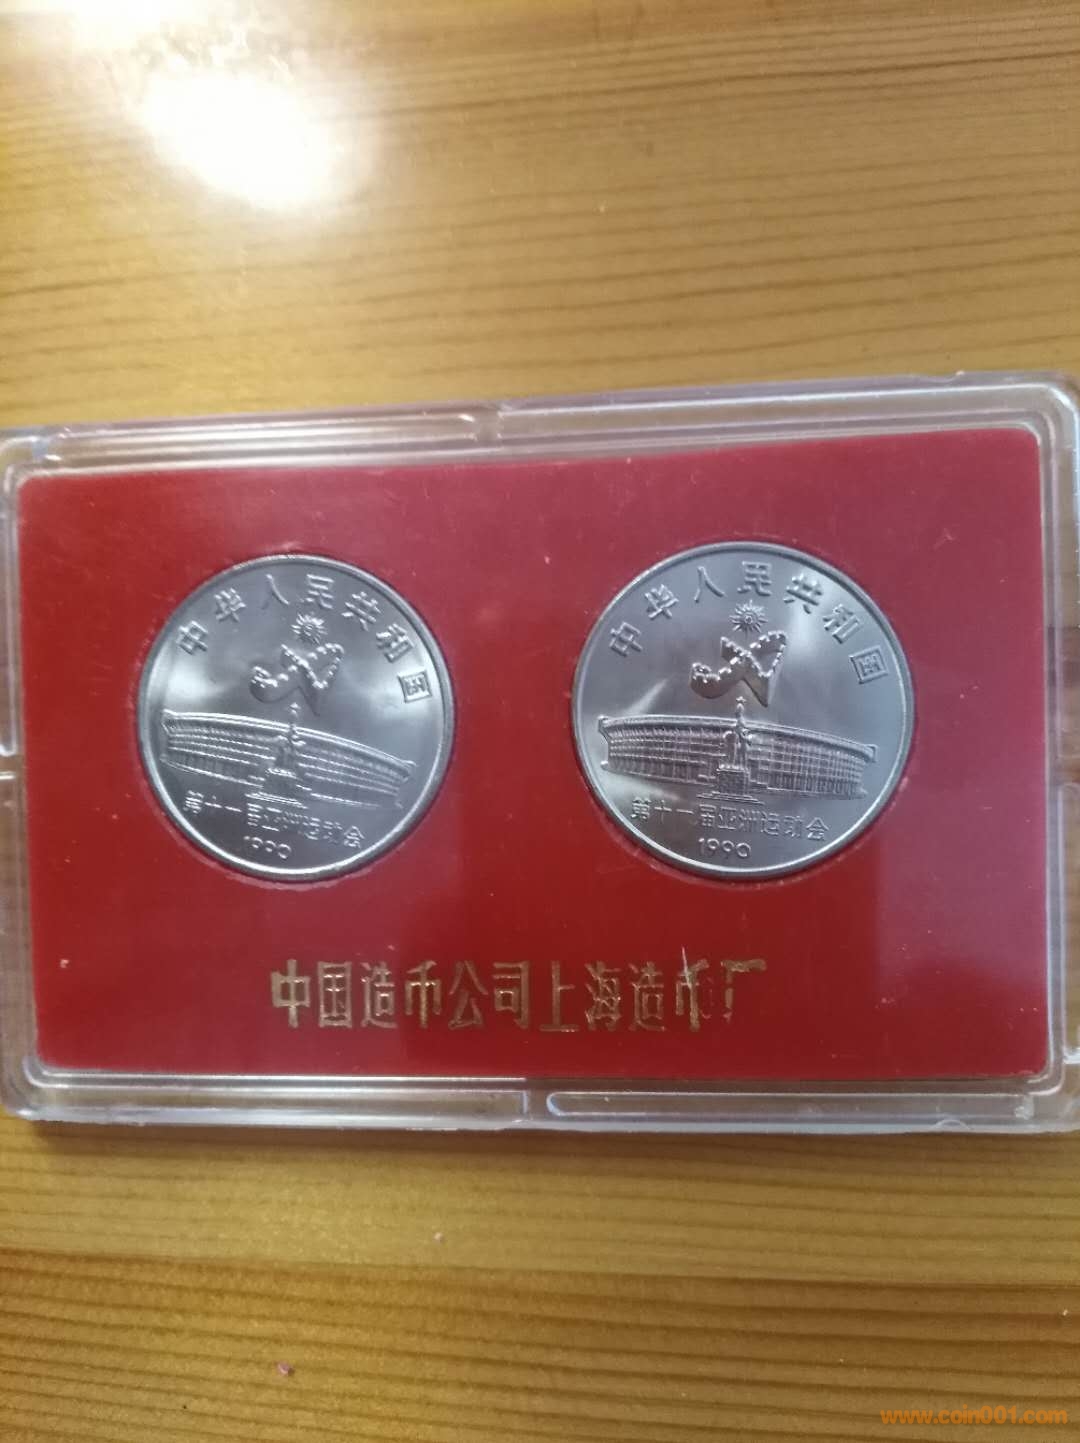 中华人民共和国
第十一届亚洲运动会
1990
中华人民共和国
第十一届亚洲运动会
1990
中国造币公司上海造币厂
www.coin001.com